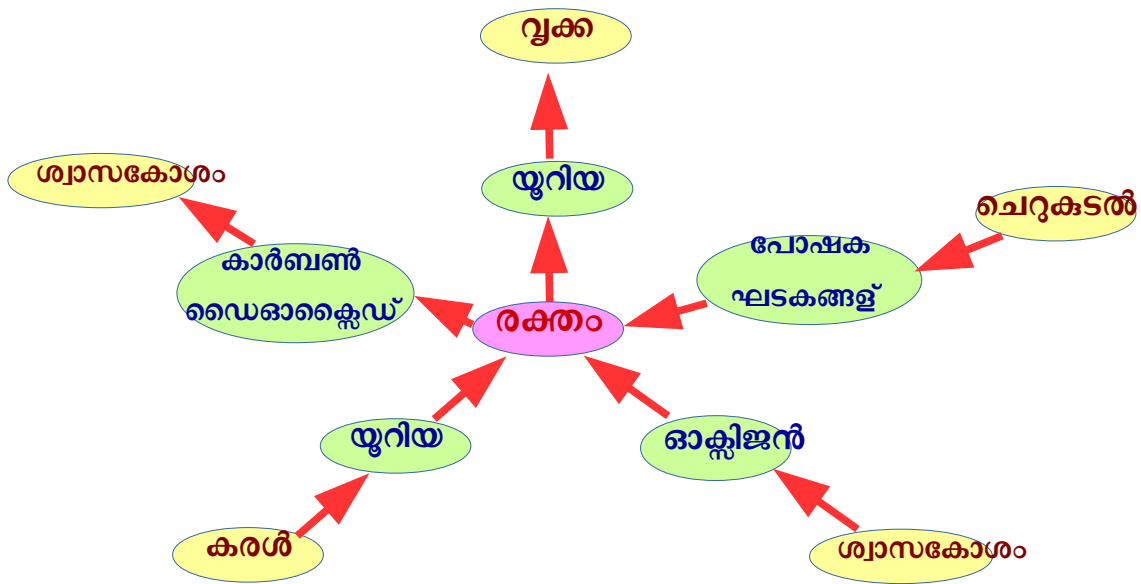 വൃക്ക
ശ്വാസകോശം
യൂറിയ
ചെറുകുടൽ
കാർബൺ
ഡൈഓക്സൈഡ്
പോഷക
ഘടകങ്ങള്
രക്തം
യൂറിയ
ഓക്സിജൻ
കരൾ
ശ്വാസകോശം